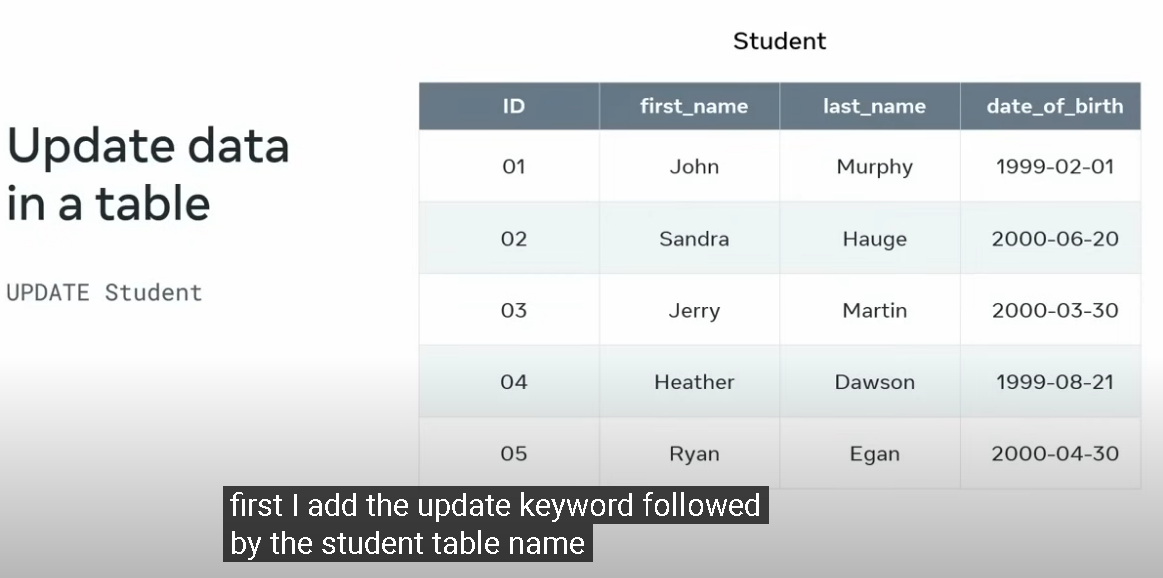 Student
Update data
in a table
UPDATE Student
ID first_name last_name date_of_birth
01 John Murphy 1999-02-01
02 Sandra Hauge 2000-06-20
03 Jerry Martin 2000-03-30
04 Heather Dawson 1999-08-21
05 Ryan Egan 2000-04-30
first I add the update keyword followed
by the student table name